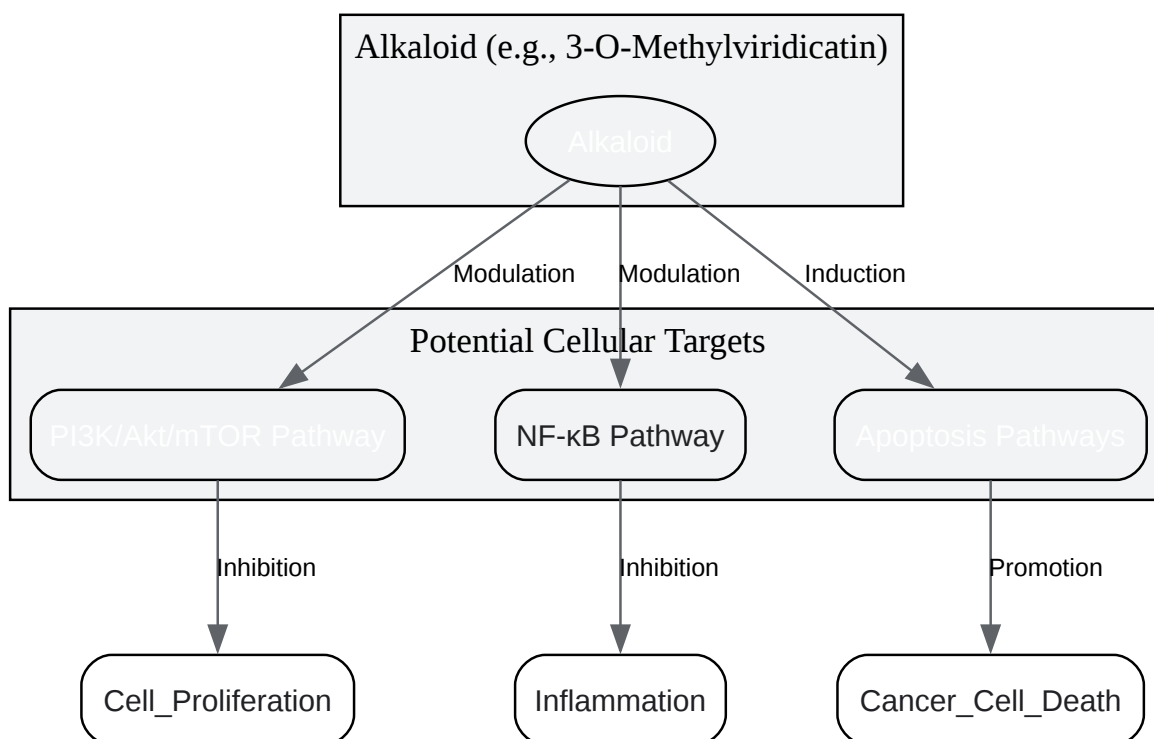 Alkaloid (e.g., 3-O-Methylviridicatin)
Alkaloid
Modulation
Modulation
Induction
Potential Cellular Targets
PI3K/Akt/mTOR Pathway
NF-κB Pathway
Apoptosis Pathways
Inhibition
Inhibition
Promotion
Cell_Proliferation
Inflammation
Cancer_Cell_Death